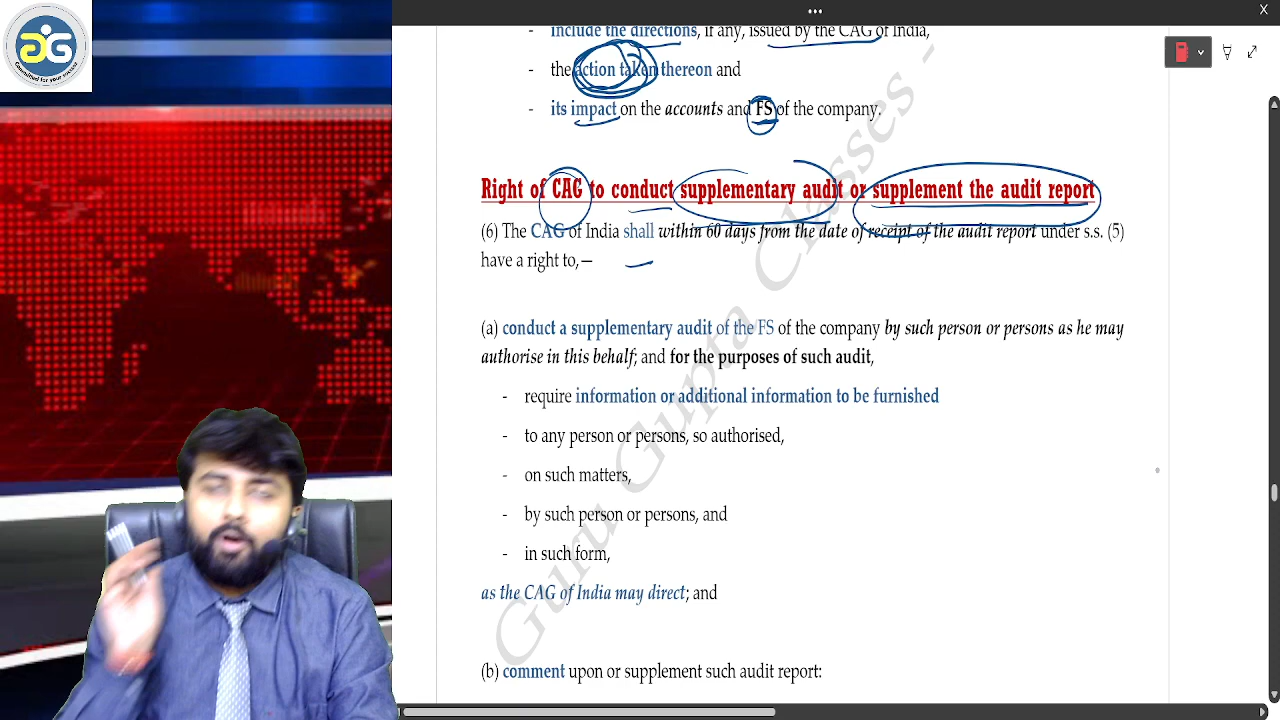 - include the directions, if any, issued by the CAG of India,
- the action taken thereon and
- its impact on the accounts and FS of the company.
Right of CAG to conduct supplementary audit or supplement the audit report
(6) The CAG of India shall within 60 days from the date of receipt of the audit report under s.s. (5)
have a right to,—
(a) conduct a supplementary audit of the FS of the company by such person or persons as he may
authorise in this behalf; and for the purposes of such audit,
- require information or additional information to be furnished
- to any person or persons, so authorised,
- on such matters,
- by such person or persons, and
- in such form,
as the CAG of India may direct; and
(b) comment upon or supplement such audit report:
Guru Gupta Classes -